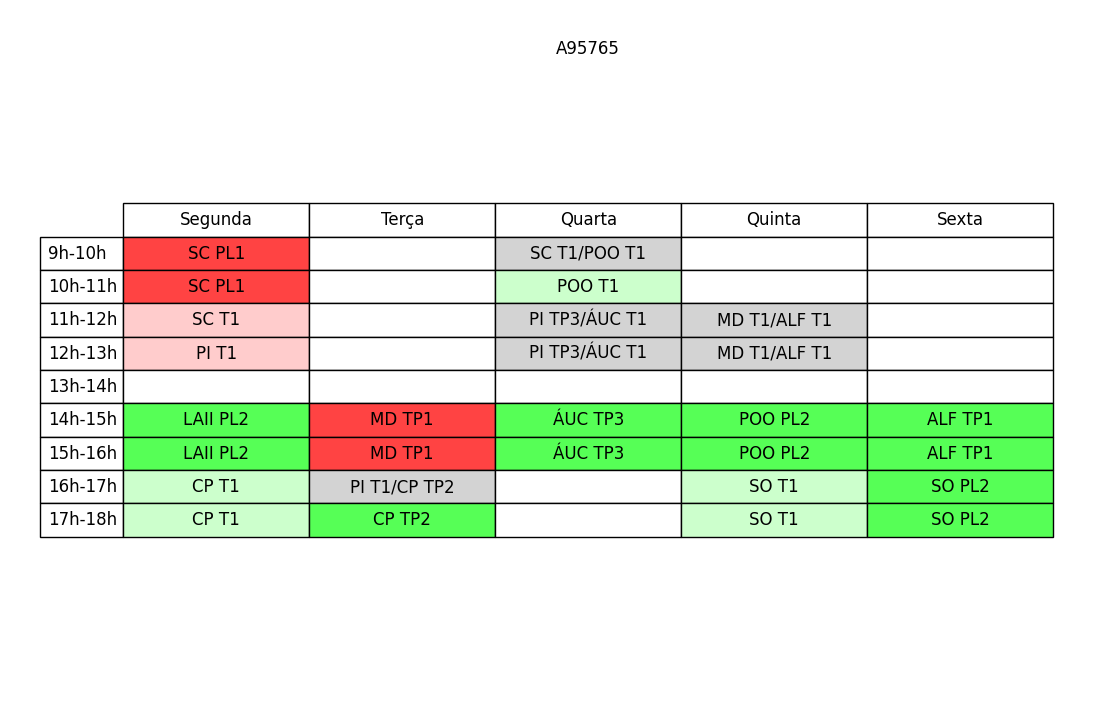 A95765
Segunda Terça Quarta Quinta Sexta
9h-10h SC PL1 SC T1/POO T1
10h-11h SC PL1 POO T1
11h-12h SC T1 PI TP3/ÁUC T1 MD T1/ALF T1
12h-13h PI T1 PI TP3/ÁUC T1 MD T1/ALF T1
13h-14h
14h-15h LAII PL2 MD TP1 ÁUC TP3 POO PL2 ALF TP1
15h-16h LAII PL2 MD TP1 ÁUC TP3 POO PL2 ALF TP1
16h-17h CP T1 PI T1/CP TP2 SO T1 SO PL2
17h-18h CP T1 CP TP2 SO T1 SO PL2